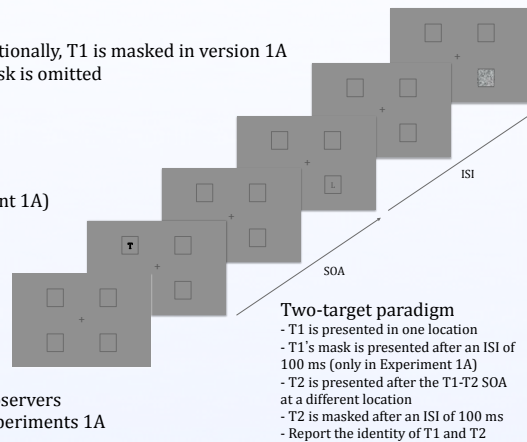 tionally, T1 is masked in version 1A
sk is omitted
nt 1A)
T
L
ISI
SOA
servers
periments 1A
Two-target paradigm
- T1 is presented in one location
- T1's mask is presented after an ISI of
100 ms (only in Experiment 1A)
- T2 is presented after the T1-T2 SOA
at a different location
- T2 is masked after an ISI of 100 ms
- Report the identity of T1 and T2